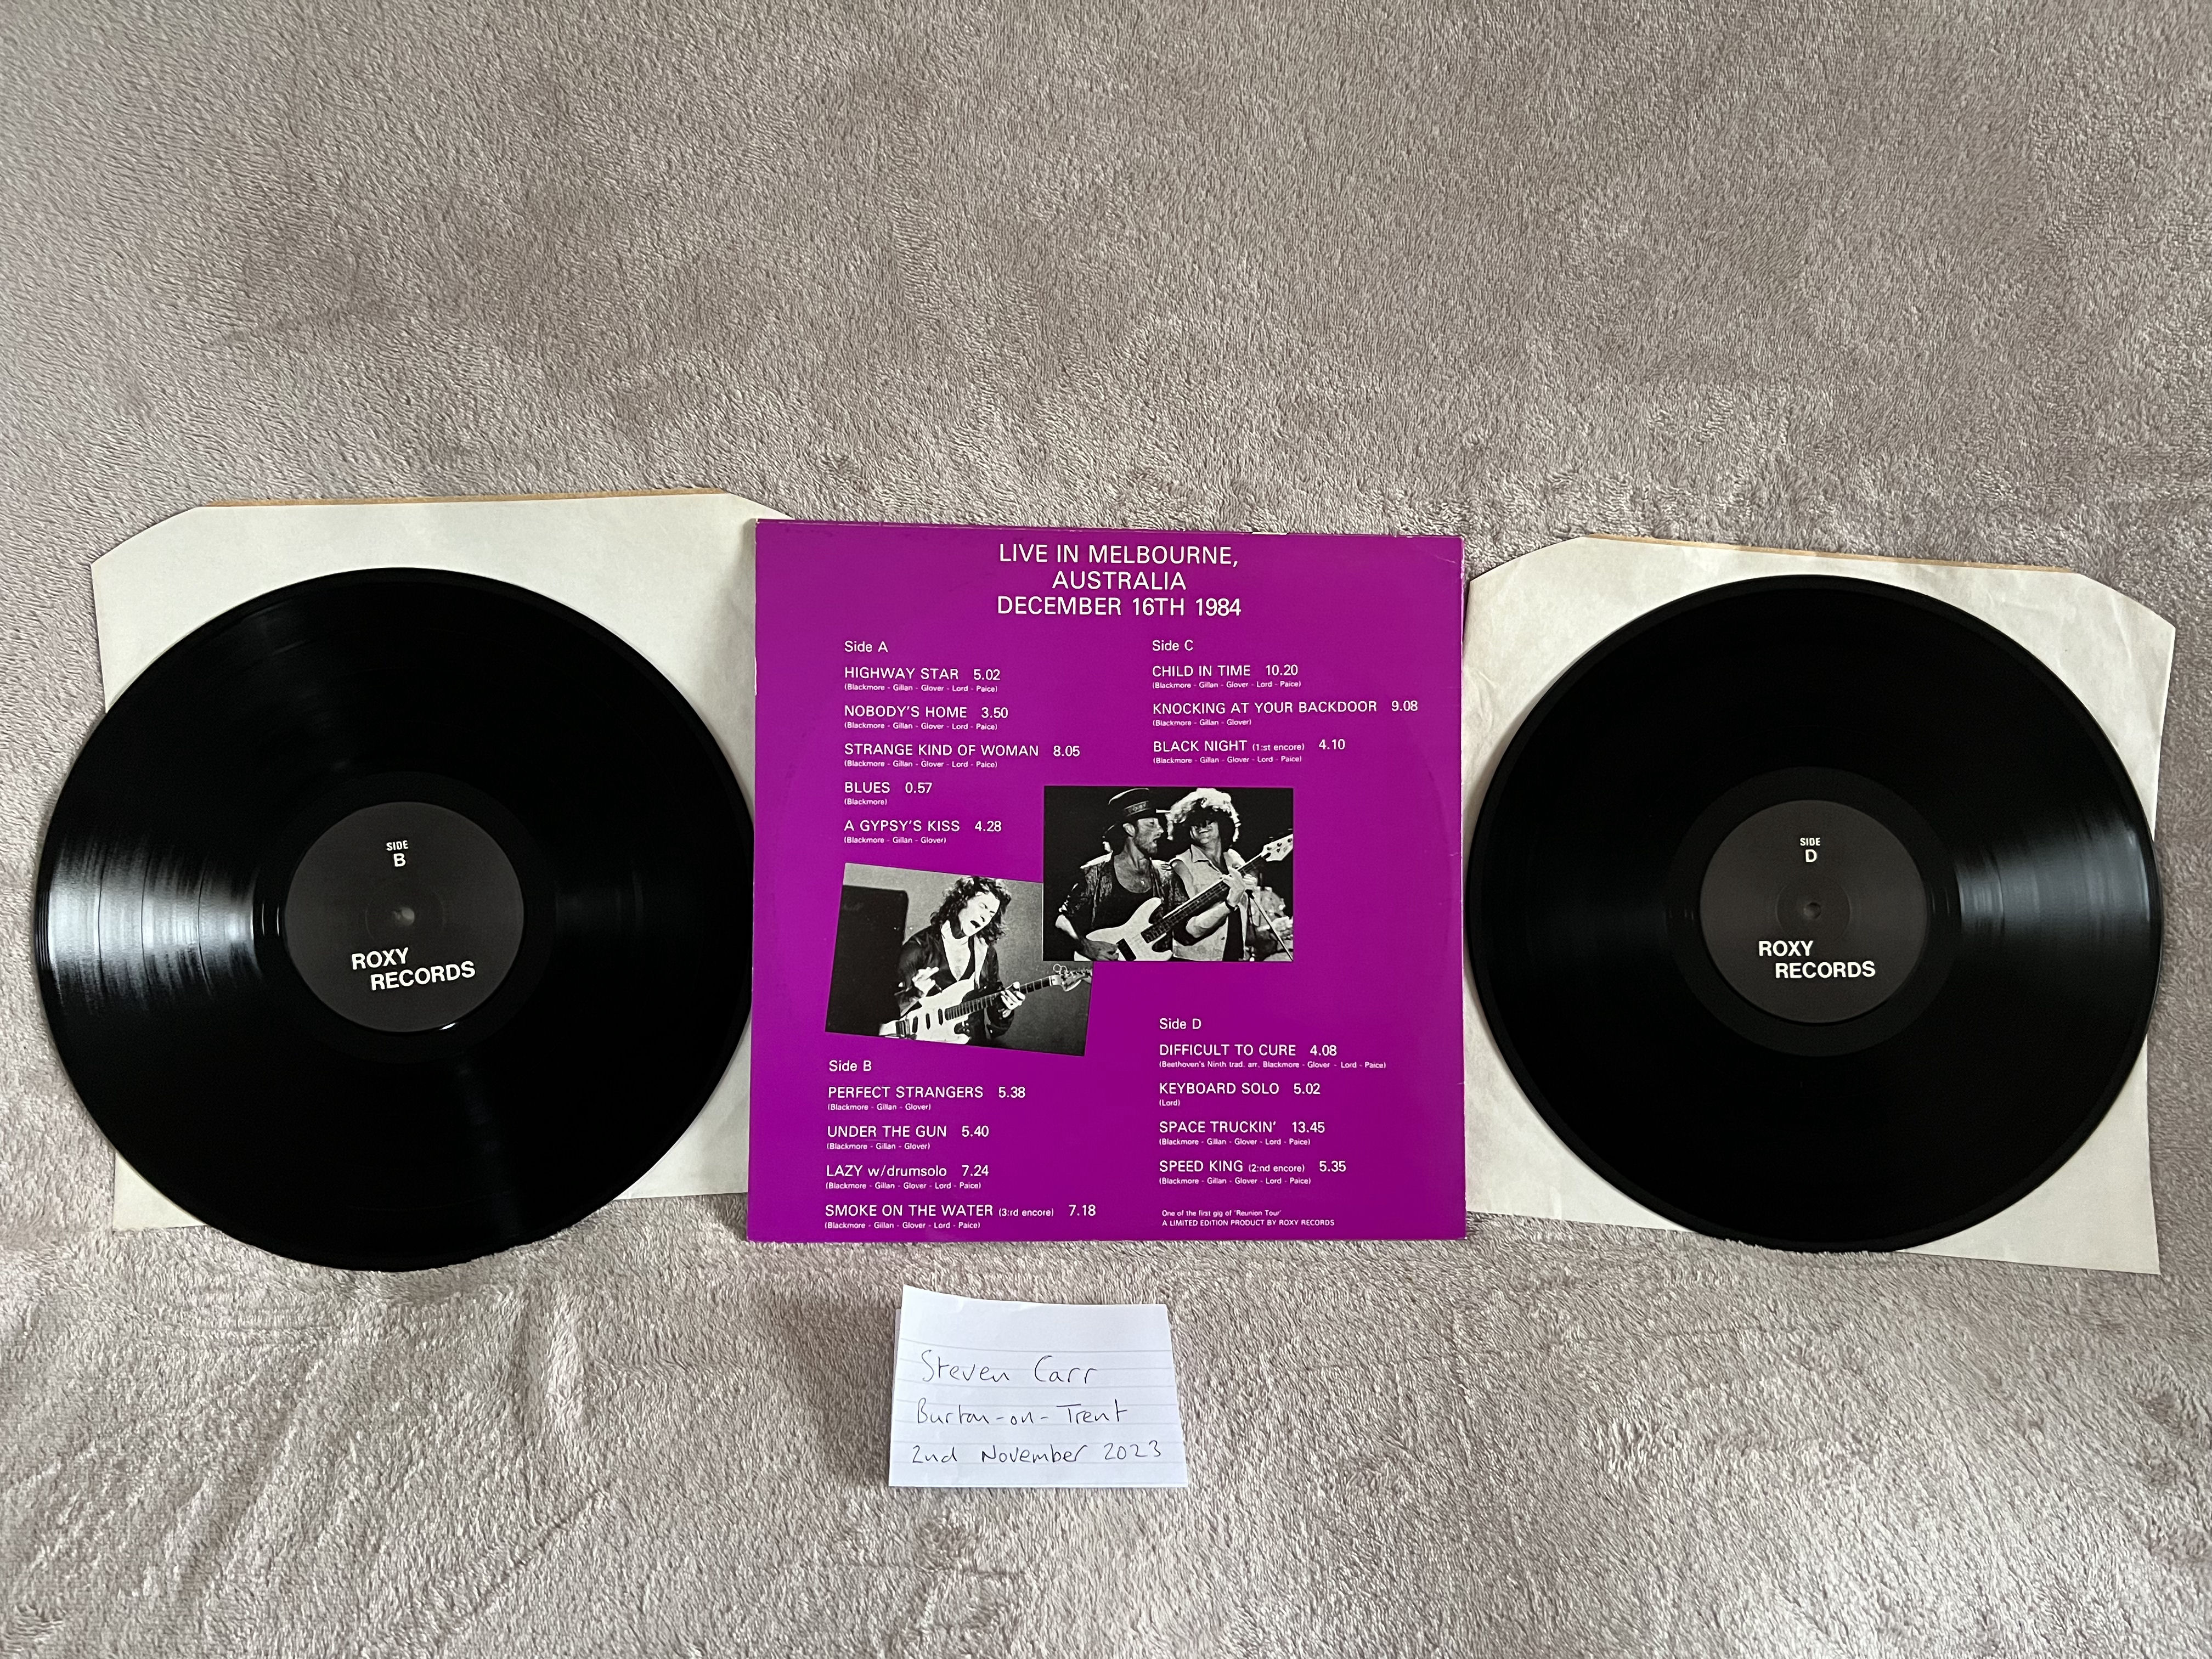 LIVE IN MELBOURNE,
AUSTRALIA
DECEMBER 16TH 1984
Side A
HIGHWAY STAR 5.02
(Blackmore - Gillan - Glover - Lord - Paice)
NOBODY'S HOME 3.50
(Blackmore - Gillan - Glover - Lord - Paice)
STRANGE KIND OF WOMAN 8.05
(Blackmore - Gillan - Glover - Lord - Paice)
BLUES 0.57
(Blackmore)
A GYPSY'S KISS 4.28
(Blackmore - Gillan - Glover)
Side B
PERFECT STRANGERS 5.38
(Blackmore - Gillan - Glover)
UNDER THE GUN 5.40
(Blackmore - Gillan - Glover)
LAZY w/drumsolo 7.24
(Blackmore - Gillan - Glover - Lord - Paice)
SMOKE ON THE WATER (3:rd encore) 7.18
(Blackmore - Gillan - Glover - Lord - Paice)
Side C
CHILD IN TIME 10.20
(Blackmore - Gillan - Glover - Lord - Paice)
KNOCKING AT YOUR BACKDOOR 9.08
(Blackmore - Gillan - Glover)
BLACK NIGHT (1:st encore) 4.10
(Blackmore - Gillan - Glover - Lord - Paice)
Side D
DIFFICULT TO CURE 4.08
(Beethoven's Ninth trad. arr. Blackmore - Glover - Lord - Paice)
KEYBOARD SOLO 5.02
(Lord)
SPACE TRUCKIN' 13.45
(Blackmore - Gillan - Glover - Lord - Paice)
SPEED KING (2:nd encore) 5.35
(Blackmore - Gillan - Glover - Lord - Paice)
One of the first gig of 'Reunion Tour'
A LIMITED EDITION PRODUCT BY ROXY RECORDS
SIDE
B
ROXY
RECORDS
SIDE
D
ROXY
RECORDS
Steven Carr
Burton-on-Trent
2nd November 2023